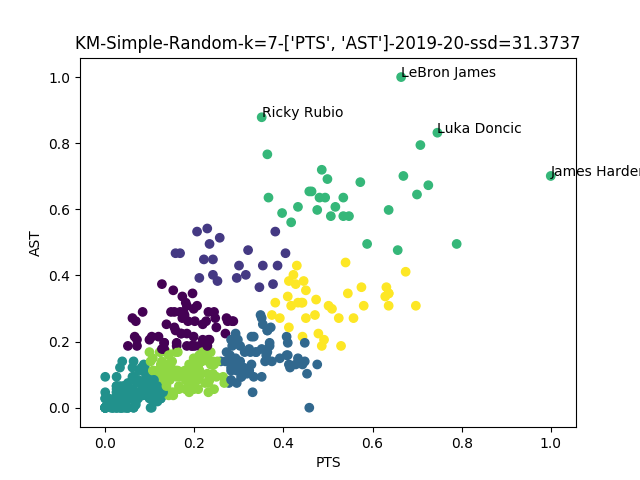 KM-Simple-Random-k=7-['PTS', 'AST']-2019-20-ssd=31.3737
LeBron James
Ricky Rubio
Luka Doncic
James Harden
AST
1.0
0.8
0.6
0.4
0.2
0.0
0.0 0.2 0.4 0.6 0.8 1.0
PTS